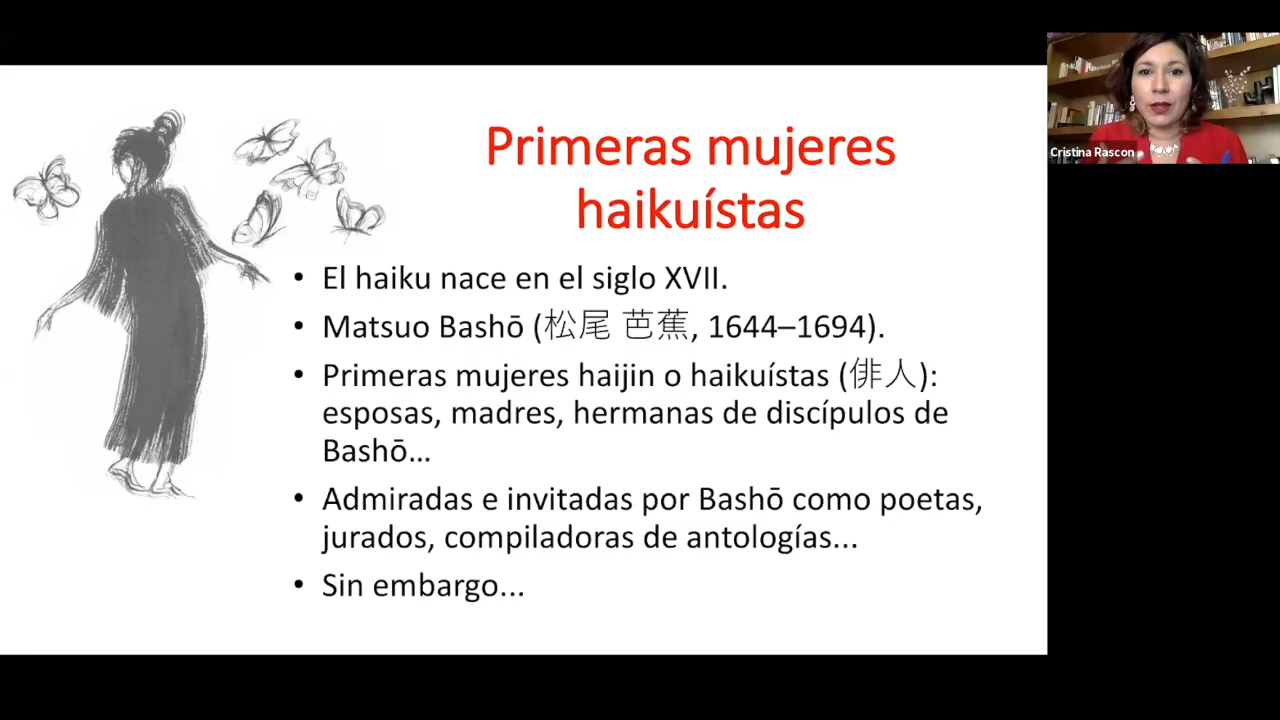 Primeras mujeres
haikuístas
• El haiku nace en el siglo XVII.
• Matsuo Bashō (松尾 芭蕉, 1644–1694).
• Primeras mujeres haijin o haikuístas (俳人):
esposas, madres, hermanas de discípulos de
Bashō…
• Admiradas e invitadas por Bashō como poetas,
jurados, compiladoras de antologías...
• Sin embargo...
Cristina Rascon